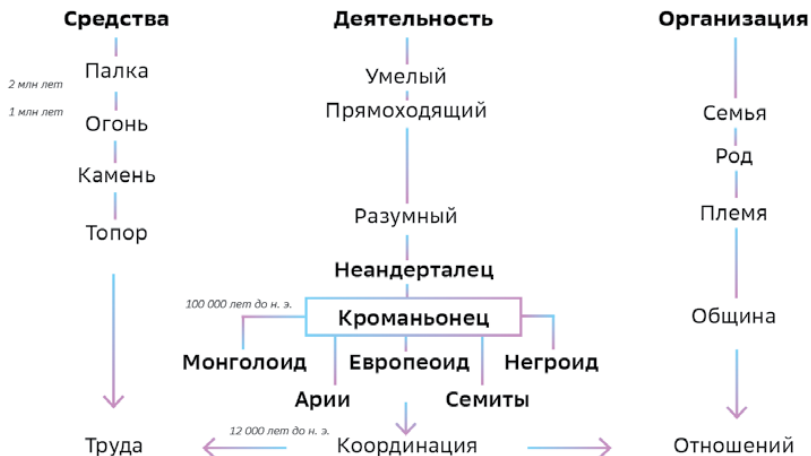 Средства Деятельность Организация
Палка Умелый
2 млн лет
1 млн лет
Прямоходящий Семья
Огонь
Род
Камень
Разумный Племя
Топор
Неандерталец
100 000 лет до н. э.
Кроманьонец Община
Монголоид Европеоид Негроид
Арии Семиты
12 000 лет до н. э.
Труда Координация Отношений